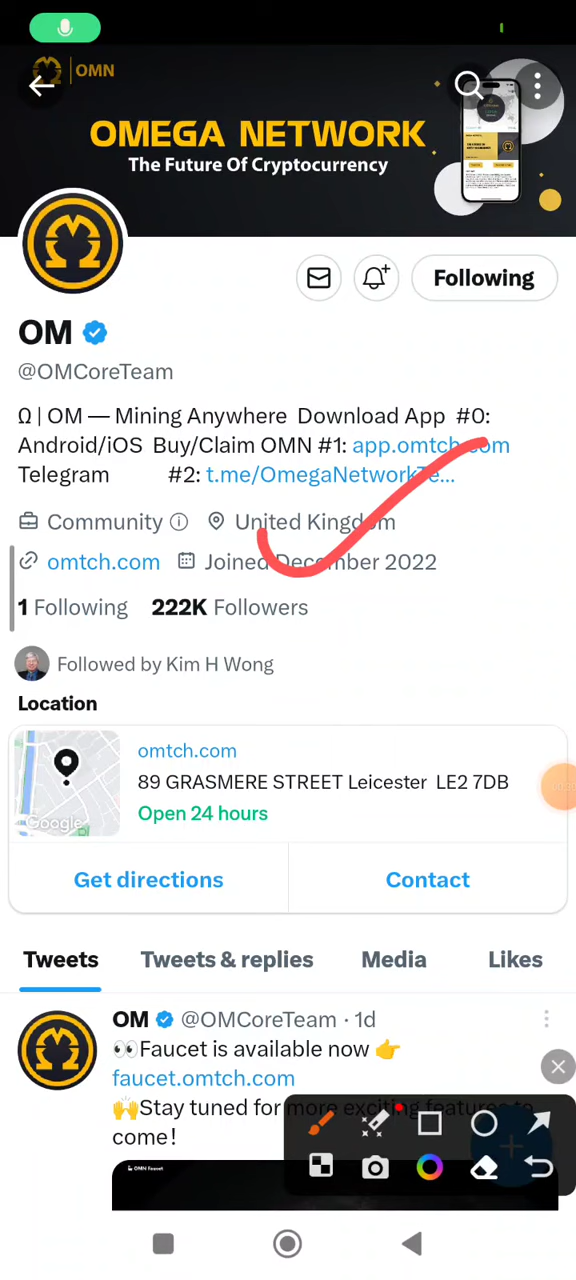 Ω | OMN
OMEGA NETWORK
The Future Of Cryptocurrency
Following
OM
@OMCoreTeam
Ω | OM — Mining Anywhere Download App #0:
Android/iOS Buy/Claim OMN #1: app.omtch.com
Telegram #2: t.me/OmegaNetworkTe...
Community United Kingdom
omtch.com Joined December 2022
1 Following 222K Followers
Followed by Kim H Wong
Location
omtch.com
89 GRASMERE STREET Leicester LE2 7DB
Open 24 hours
Google
Get directions Contact
Tweets Tweets & replies Media Likes
OM @OMCoreTeam · 1d
👀Faucet is available now 👉
faucet.omtch.com
🙌Stay tuned for more exciting features to
come!
OMN Faucet